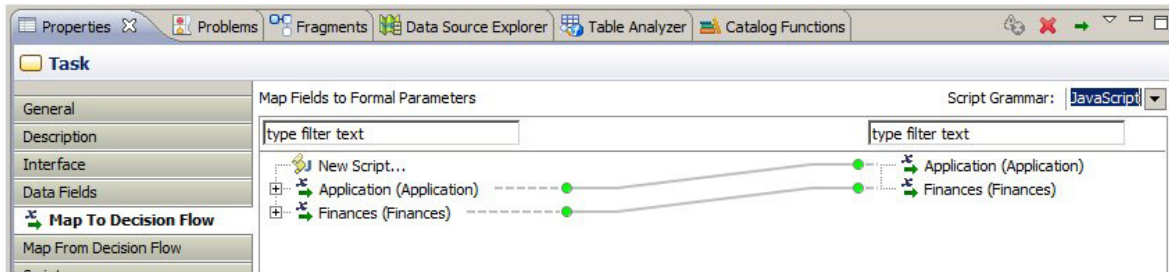 Properties Problems Fragments Data Source Explorer Table Analyzer Catalog Functions
Task
General
Description
Interface
Data Fields
Map To Decision Flow
Map From Decision Flow
Map Fields to Formal Parameters Script Grammar: JavaScript
type filter text type filter text
New Script...
Application (Application)
Finances (Finances)
Application (Application)
Finances (Finances)